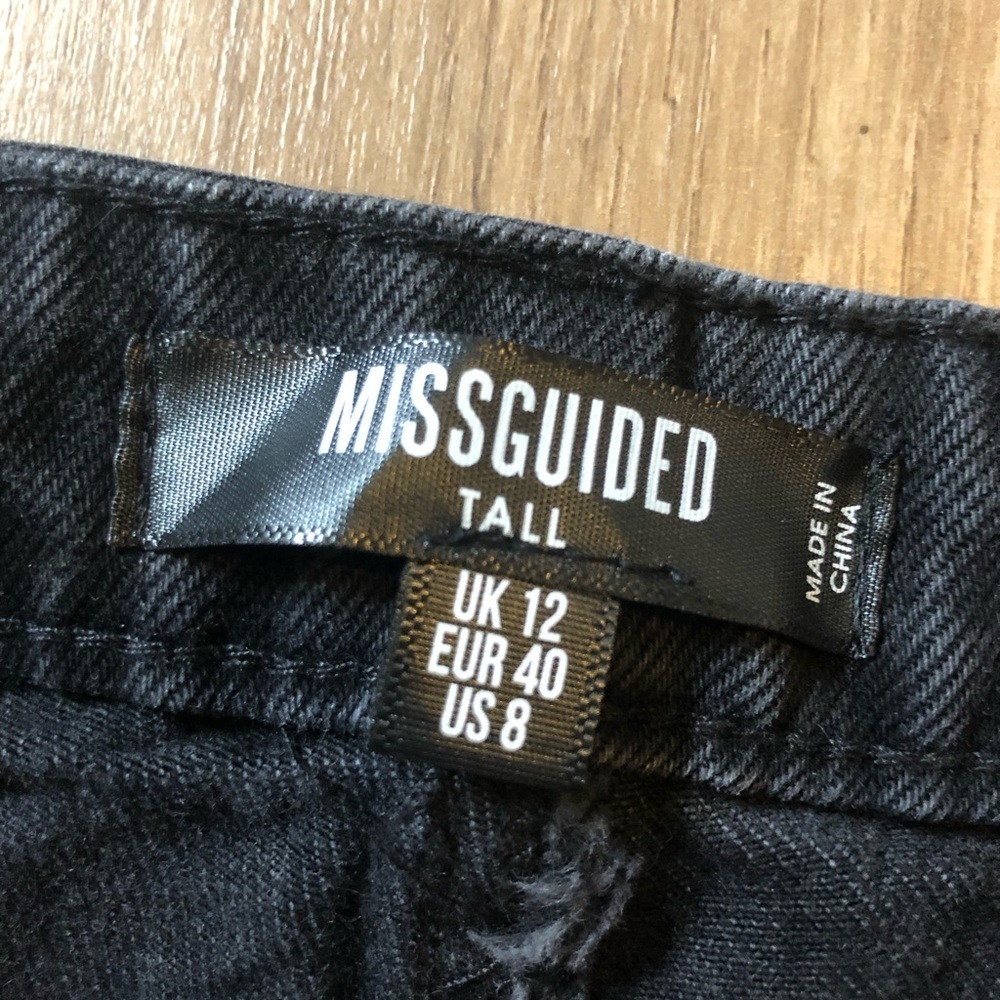 MISSGUIDED
TALL
MADE IN
CHINA
UK 12
EUR 40
US 8